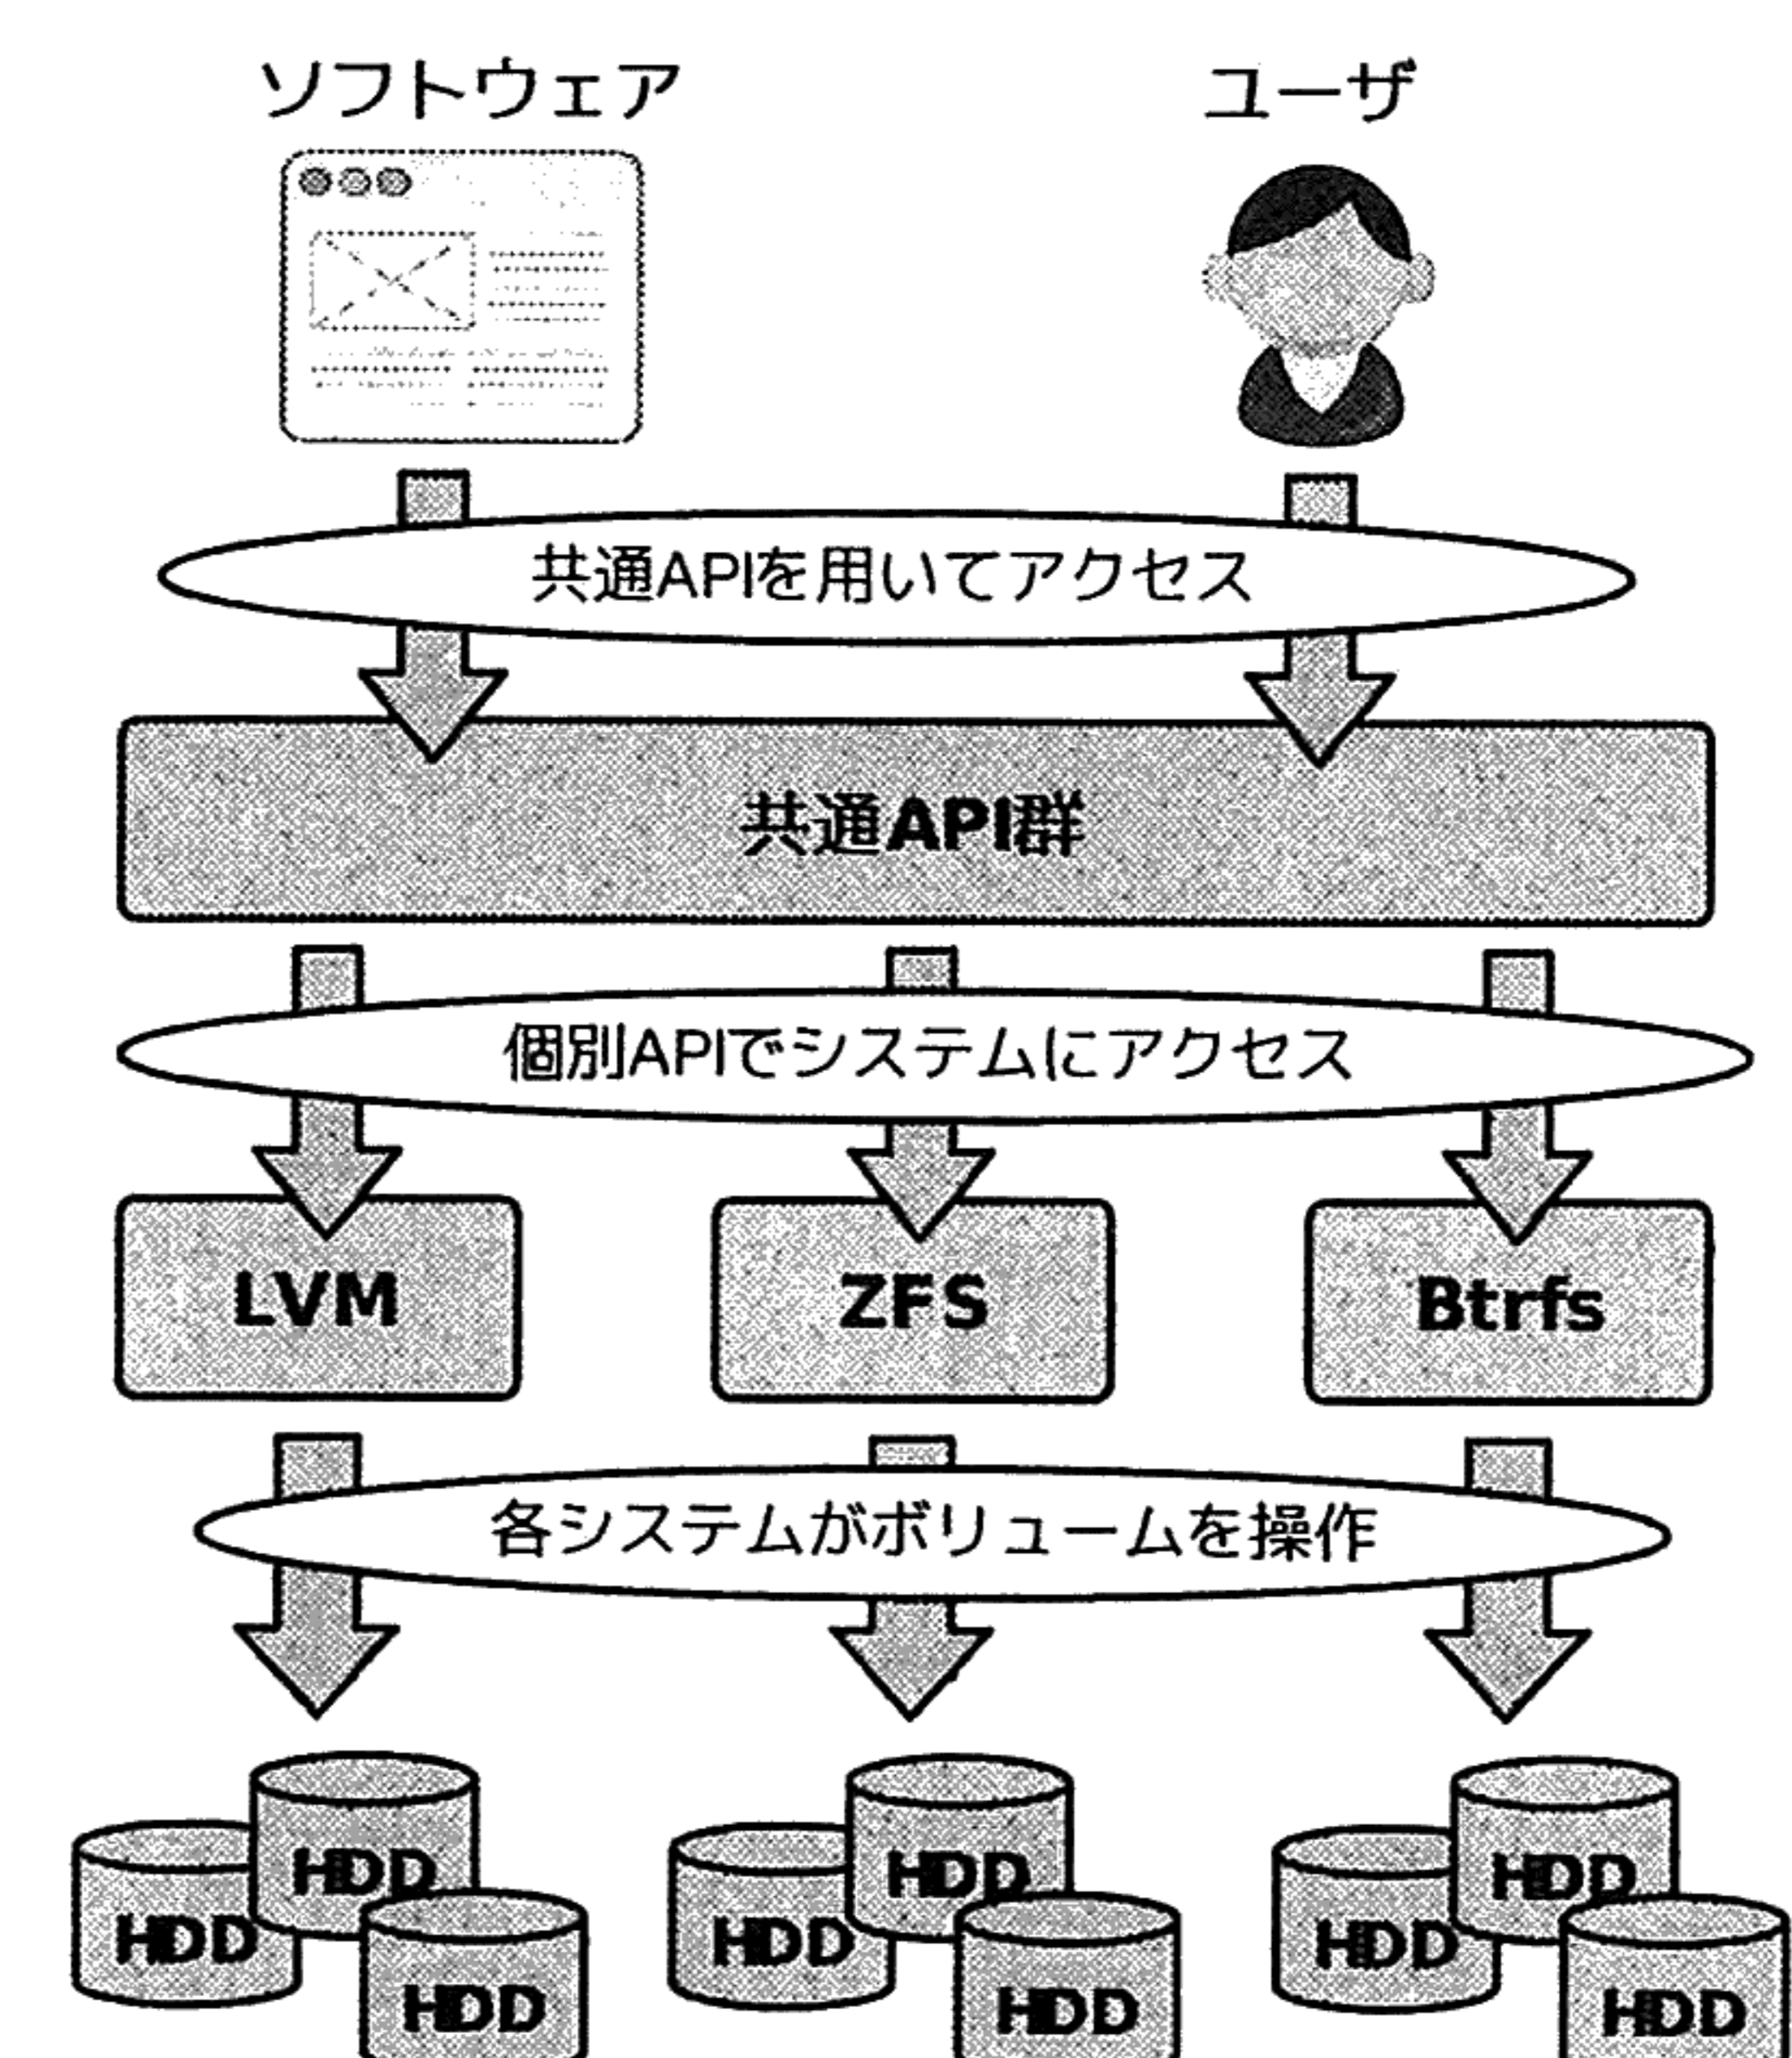 ソフトウェア
ユーザ
共通APIを用いてアクセス
共通API群
個別APIでシステムにアクセス
LVM
ZFS
Btrfs
各システムがボリュームを操作
HDD
HDD
HDD
HDD
HDD
HDD
HDD
HDD
HDD